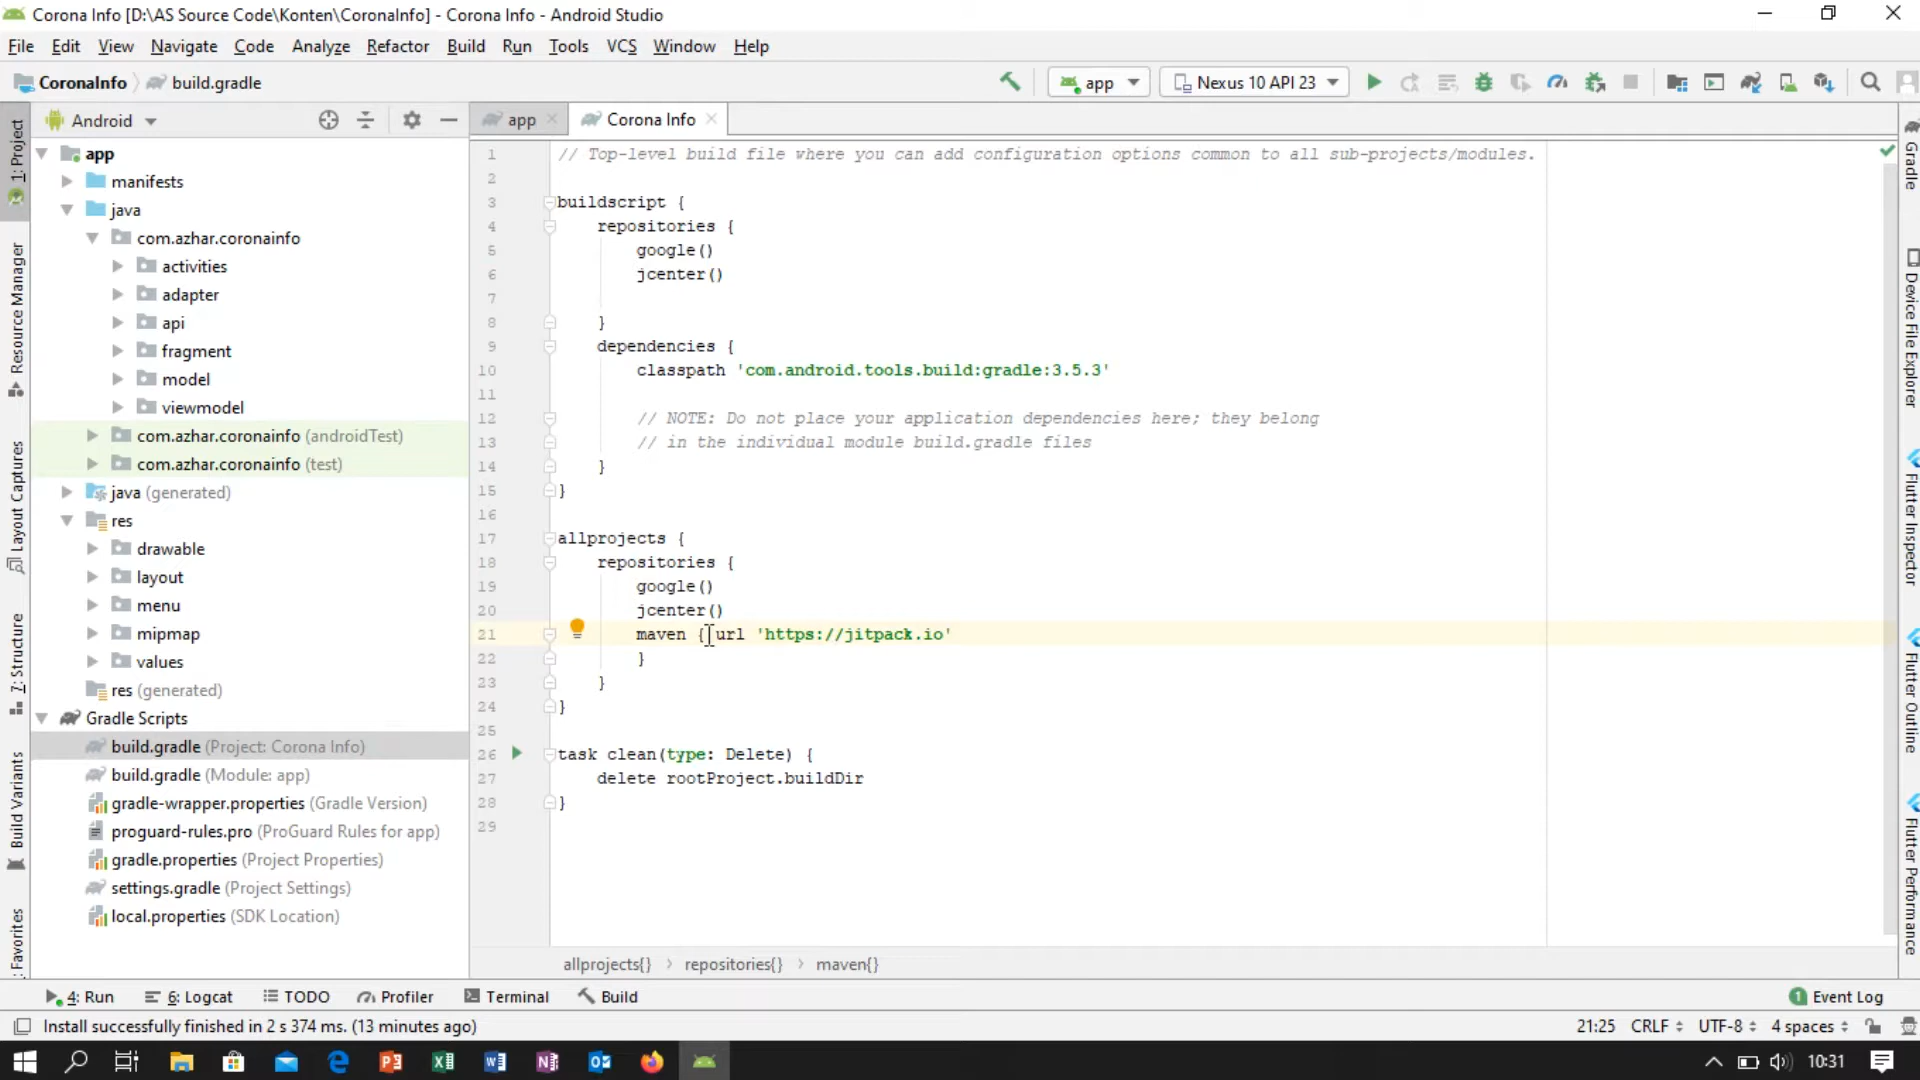 Corona Info [D:\AS Source Code\Konten\CoronaInfo] - Corona Info - Android Studio
File Edit View Navigate Code Analyze Refactor Build Run Tools VCS Window Help
CoronaInfo build.gradle app Nexus 10 API 23
Android
app
manifests
java
com.azhar.coronainfo
activities
adapter
api
fragment
model
viewmodel
com.azhar.coronainfo (androidTest)
com.azhar.coronainfo (test)
java (generated)
res
drawable
layout
menu
mipmap
values
res (generated)
Gradle Scripts
build.gradle (Project: Corona Info)
build.gradle (Module: app)
gradle-wrapper.properties (Gradle Version)
proguard-rules.pro (ProGuard Rules for app)
gradle.properties (Project Properties)
settings.gradle (Project Settings)
local.properties (SDK Location)
1: Project
Resource Manager
Layout Captures
7: Structure
Build Variants
Favorites
app Corona Info
1 // Top-level build file where you can add configuration options common to all sub-projects/modules.
2
3 buildscript {
4 repositories {
5 google()
6 jcenter()
7
8 }
9 dependencies {
10 classpath 'com.android.tools.build:gradle:3.5.3'
11
12 // NOTE: Do not place your application dependencies here; they belong
13 // in the individual module build.gradle files
14 }
15 }
16
17 allprojects {
18 repositories {
19 google()
20 jcenter()
21 maven { url 'https://jitpack.io'
22 }
23 }
24 }
25
26 task clean(type: Delete) {
27 delete rootProject.buildDir
28 }
29
allprojects{} repositories{} maven{}
Gradle
Device File Explorer
Flutter Inspector
Flutter Outline
Flutter Performance
4: Run 6: Logcat TODO Profiler Terminal Build 1 Event Log
Install successfully finished in 2 s 374 ms. (13 minutes ago) 21:25 CRLF UTF-8 4 spaces
10:31